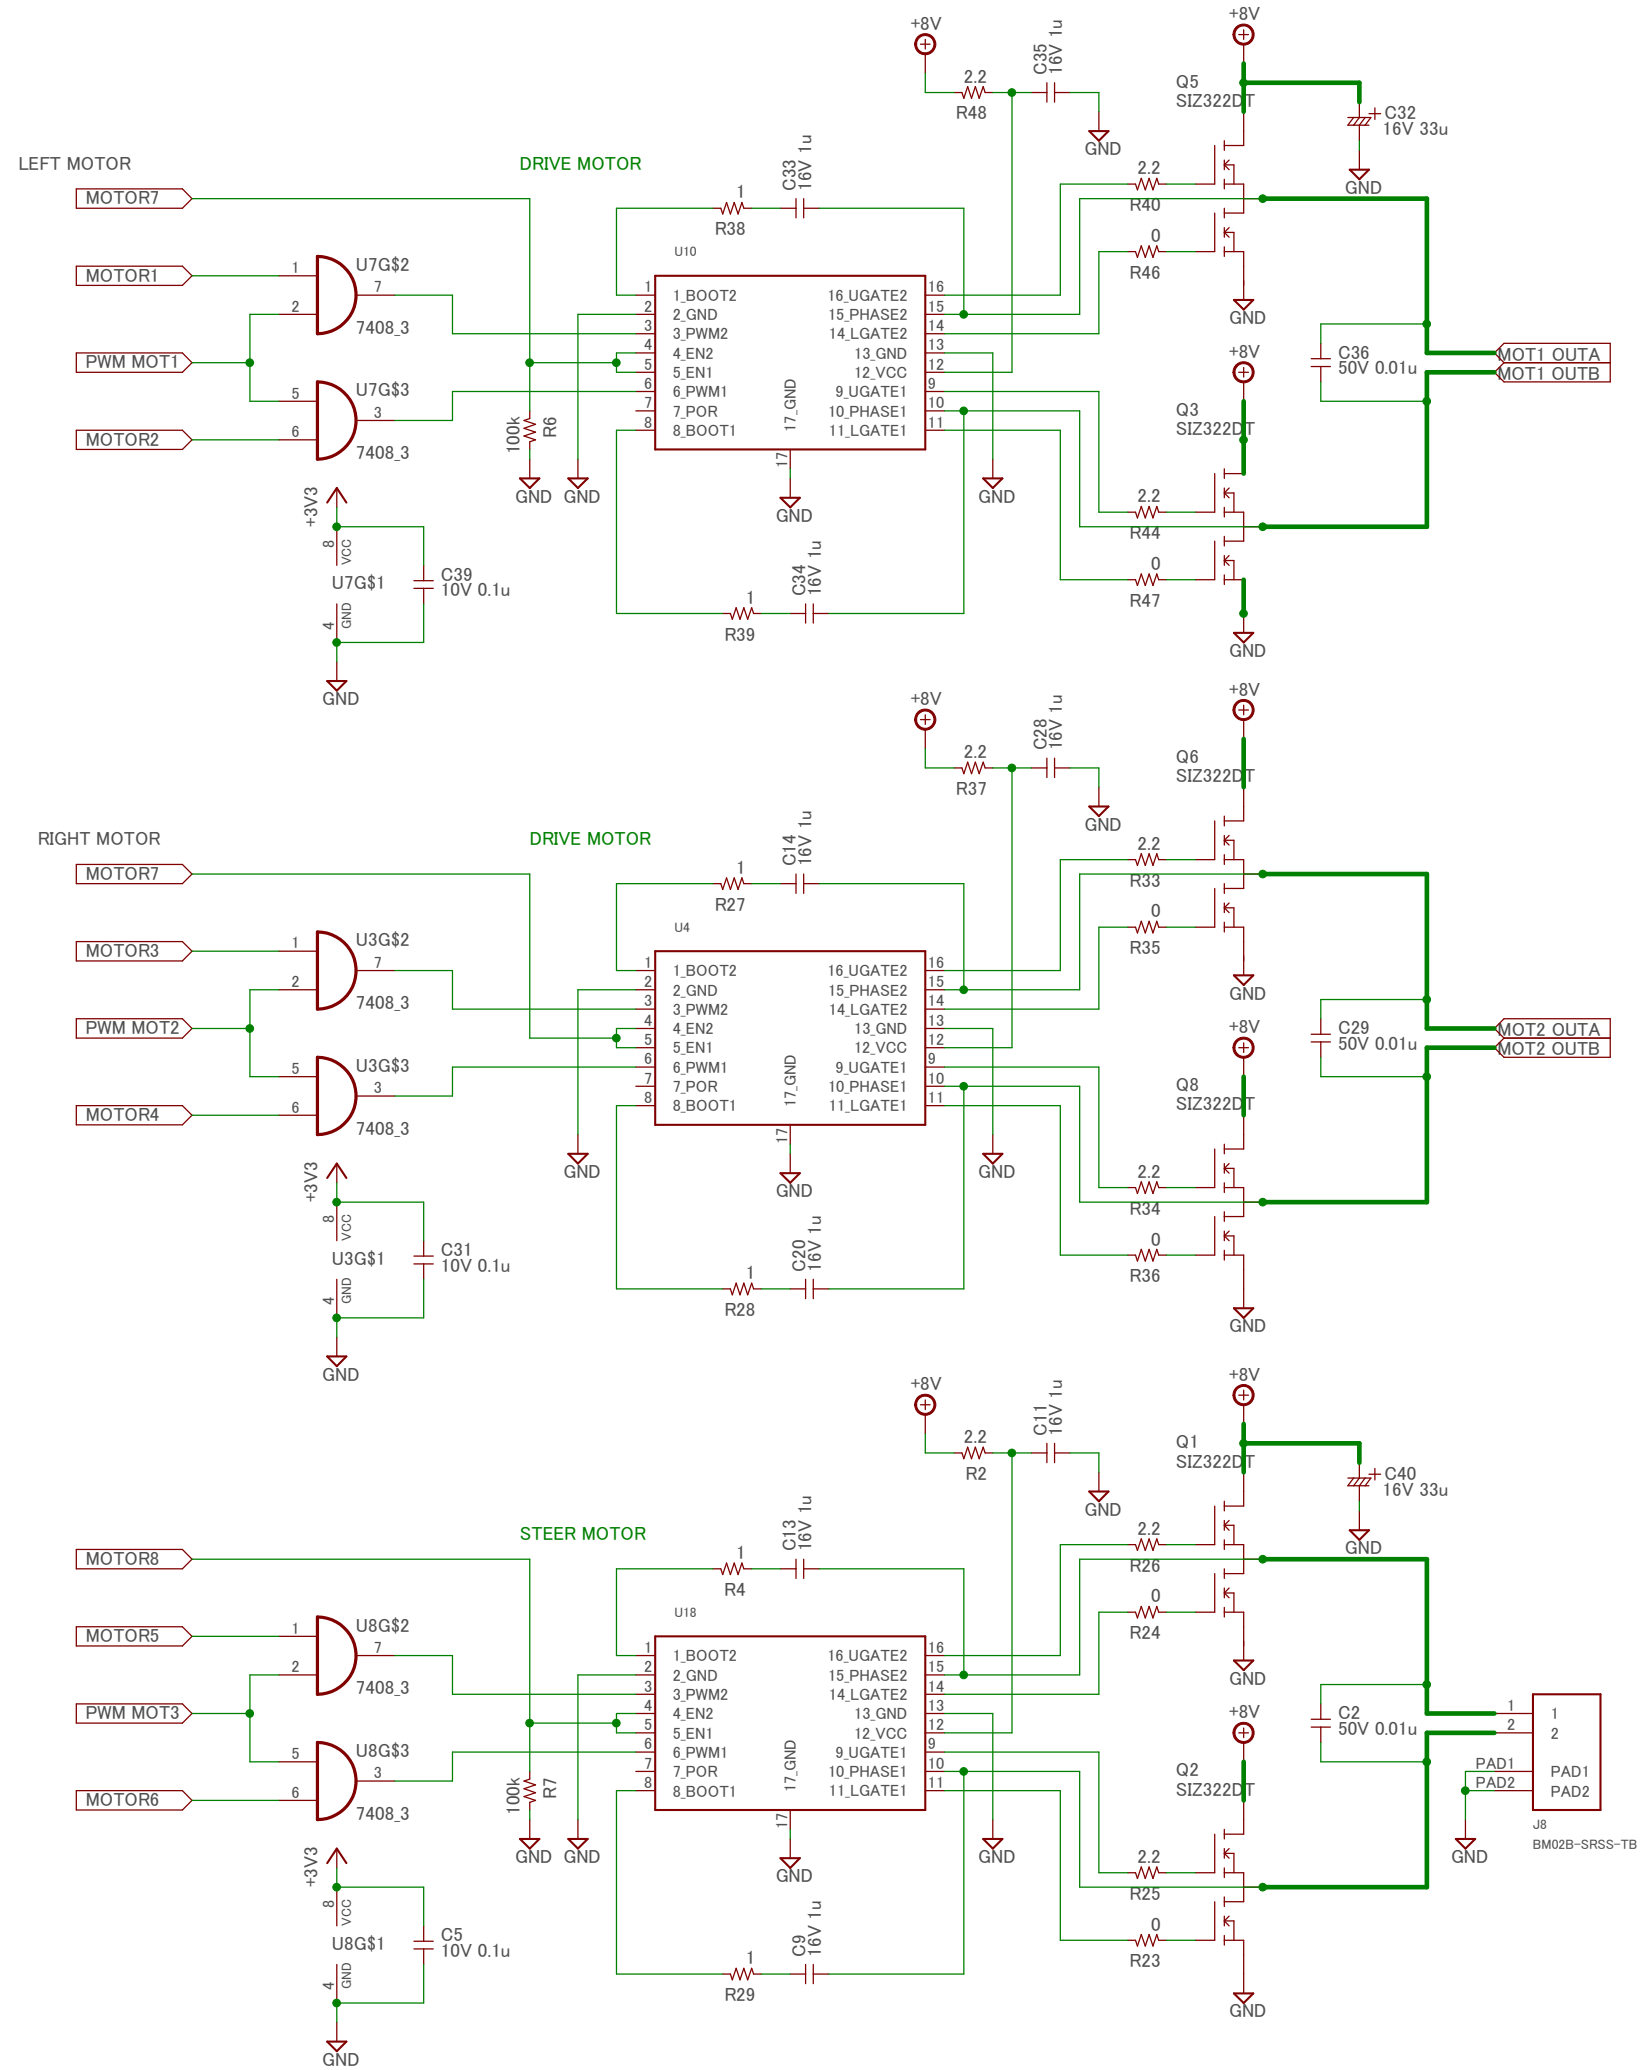 +8V
+8V
C35
16V 1u
2.2
R48
Q5
SIZ322DT
C32
16V 33u
GND
GND
LEFT MOTOR
DRIVE MOTOR
MOTOR7
1
R38
C33
16V 1u
2.2
R40
0
R46
GND
MOTOR1
1
2
U7G$2
7
7408_3
PWM MOT1
5
6
U7G$3
3
7408_3
MOTOR2
100k
R6
GND
GND
U10
1
2
3
4
5
6
7
8
1_BOOT2
2_GND
3_PWM2
4_EN2
5_EN1
6_PWM1
7_POR
8_BOOT1
17_GND
17
GND
16_UGATE2
15_PHASE2
14_LGATE2
13_GND
12_VCC
9_UGATE1
10_PHASE1
11_LGATE1
16
15
14
13
12
9
10
11
GND
+8V
Q3
SIZ322DT
C36
50V 0.01u
MOT1 OUTA
MOT1 OUTB
2.2
R44
0
R47
GND
+3V3
8
VCC
U7G$1
4
GND
C39
10V 0.1u
GND
1
R39
C34
16V 1u
+8V
+8V
C28
16V 1u
2.2
R37
Q6
SIZ322DT
GND
RIGHT MOTOR
DRIVE MOTOR
MOTOR7
1
R27
C14
16V 1u
2.2
R33
0
R35
GND
MOTOR3
1
2
U3G$2
7
7408_3
PWM MOT2
5
6
U3G$3
3
7408_3
MOTOR4
GND
U4
1
2
3
4
5
6
7
8
1_BOOT2
2_GND
3_PWM2
4_EN2
5_EN1
6_PWM1
7_POR
8_BOOT1
17_GND
17
GND
16_UGATE2
15_PHASE2
14_LGATE2
13_GND
12_VCC
9_UGATE1
10_PHASE1
11_LGATE1
16
15
14
13
12
9
10
11
GND
+8V
Q8
SIZ322DT
C29
50V 0.01u
MOT2 OUTA
MOT2 OUTB
2.2
R34
0
R36
GND
+3V3
8
VCC
U3G$1
4
GND
C31
10V 0.1u
GND
1
R28
C20
16V 1u
+8V
+8V
C11
16V 1u
2.2
R2
Q1
SIZ322DT
C40
16V 33u
GND
GND
STEER MOTOR
MOTOR8
1
R4
C13
16V 1u
2.2
R26
0
R24
GND
MOTOR5
1
2
U8G$2
7
7408_3
PWM MOT3
5
6
U8G$3
3
7408_3
MOTOR6
100k
R7
GND
GND
U18
1
2
3
4
5
6
7
8
1_BOOT2
2_GND
3_PWM2
4_EN2
5_EN1
6_PWM1
7_POR
8_BOOT1
17_GND
17
GND
16_UGATE2
15_PHASE2
14_LGATE2
13_GND
12_VCC
9_UGATE1
10_PHASE1
11_LGATE1
16
15
14
13
12
9
10
11
GND
+8V
Q2
SIZ322DT
C2
50V 0.01u
1
2
PAD1
PAD2
1
2
PAD1
PAD2
J8
BM02B-SRSS-TB
GND
2.2
R25
0
R23
GND
+3V3
8
VCC
U8G$1
4
GND
C5
10V 0.1u
GND
1
R29
C9
16V 1u